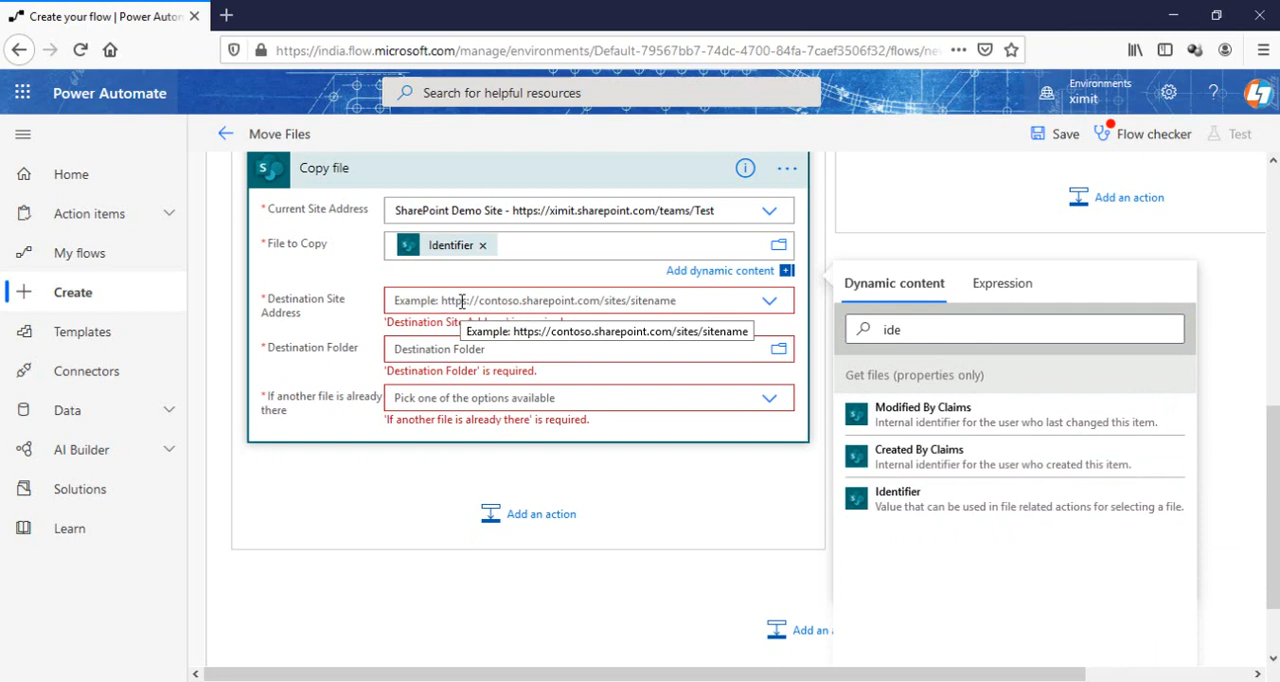 Create your flow | Power Auton
https://india.flow.microsoft.com/manage/environments/Default-79567bb7-74dc-4700-84fa-7caef3506f32/flows/ne
Power Automate
Search for helpful resources
Environments
ximit
Move Files
Save
Flow checker
Test
Home
Action items
My flows
Create
Templates
Connectors
Data
AI Builder
Solutions
Learn
Copy file
* Current Site Address
SharePoint Demo Site - https://ximit.sharepoint.com/teams/Test
* File to Copy
Identifier
Add dynamic content
* Destination Site
Address
Example: https://contoso.sharepoint.com/sites/sitename
'Destination Sit
Example: https://contoso.sharepoint.com/sites/sitename
* Destination Folder
Destination Folder
'Destination Folder' is required.
* If another file is already
there
Pick one of the options available
'If another file is already there' is required.
Add an action
Add an a
Add an action
Dynamic content
Expression
ide
Get files (properties only)
Modified By Claims
Internal identifier for the user who last changed this item.
Created By Claims
Internal identifier for the user who created this item.
Identifier
Value that can be used in file related actions for selecting a file.